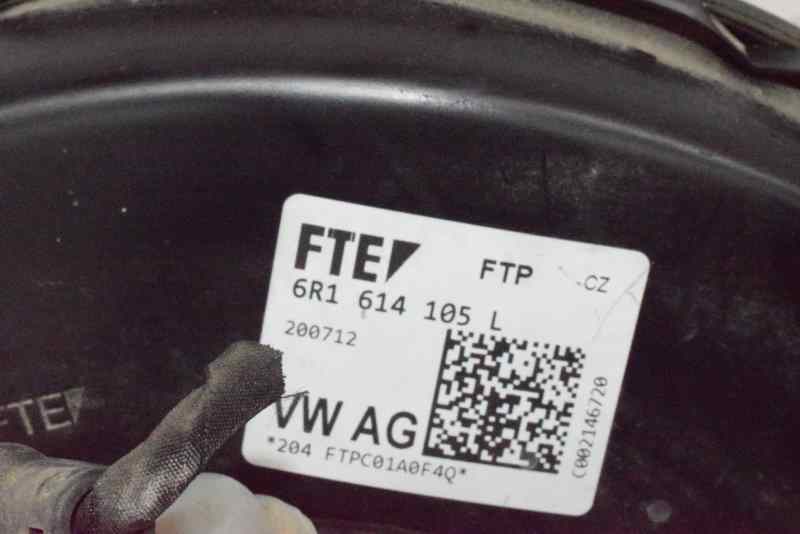 FTE
FTP CZ
6R1 614 105 L
200712
VW AG
*204 FTPC01A0F4Q*
C002146720
FTE